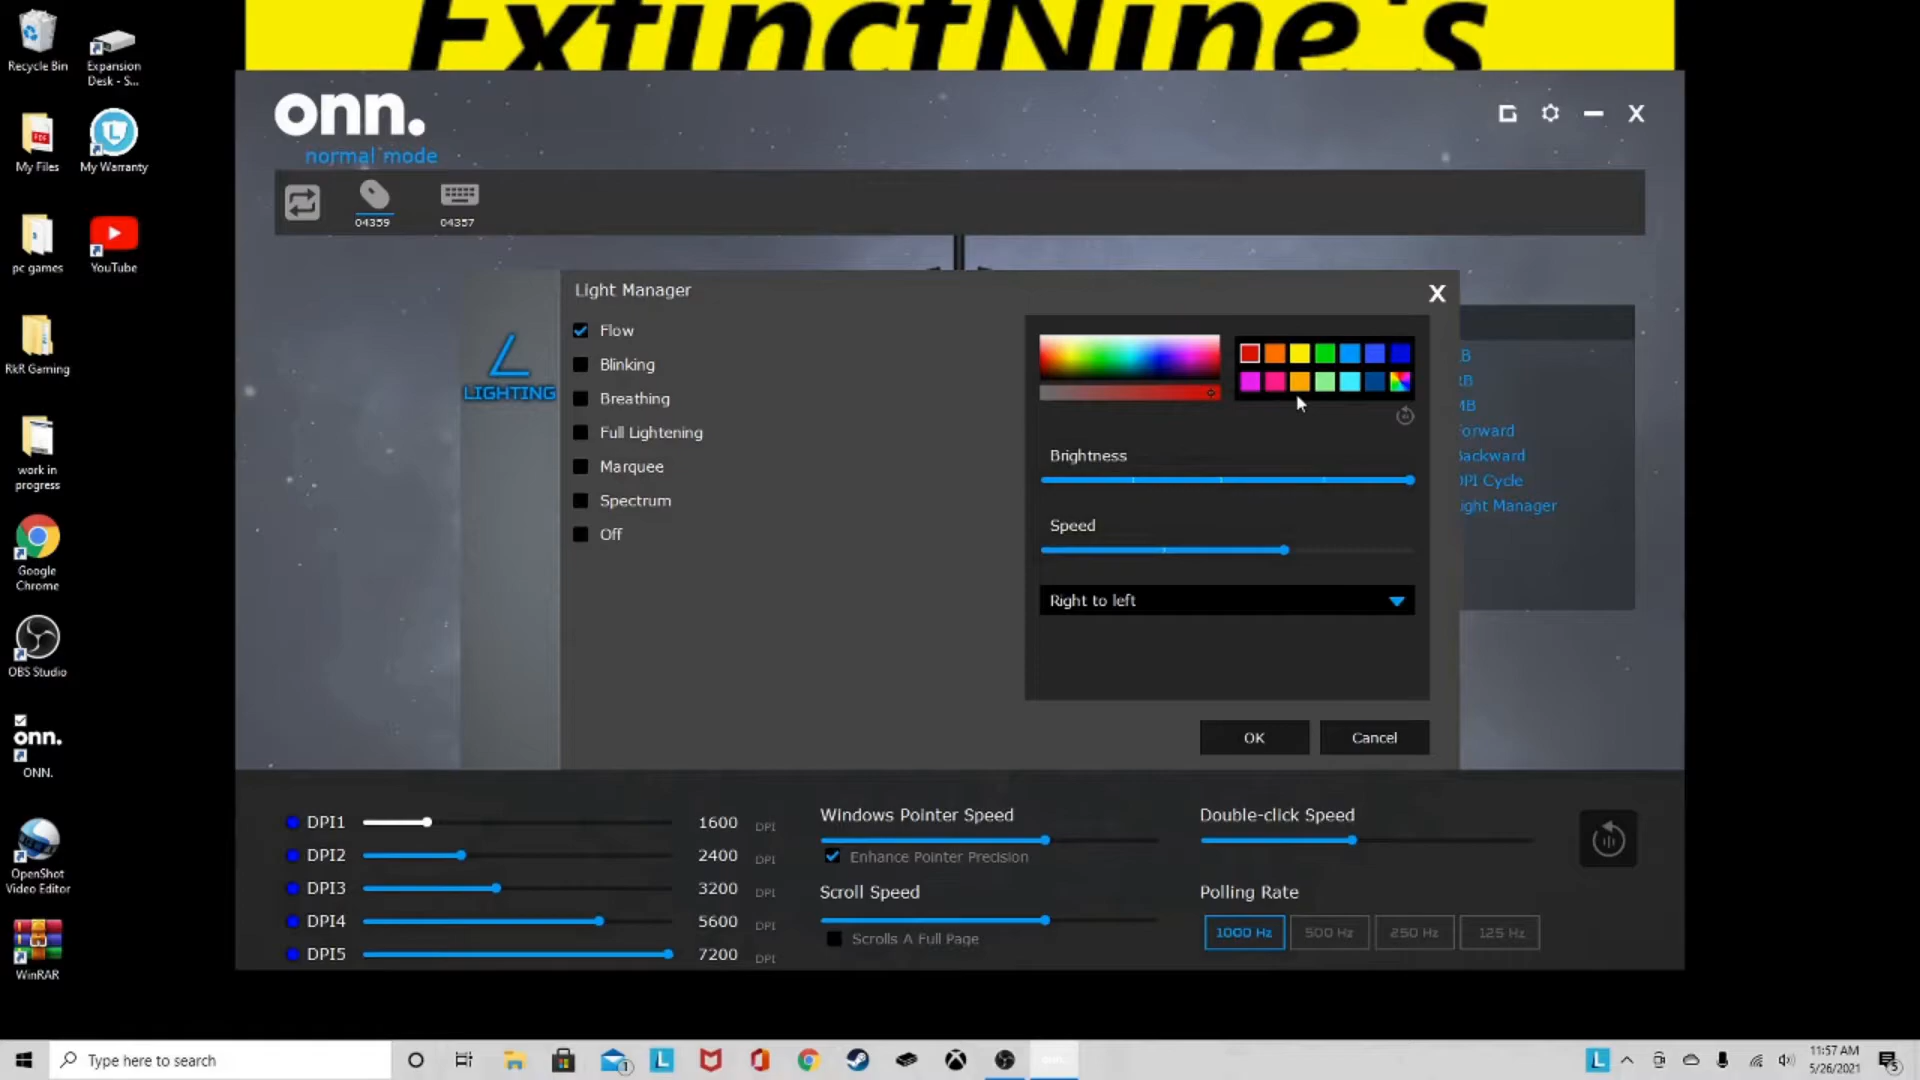 ExtinctNine's
Recycle Bin
Expansion
Desk - S...
My Files
My Warranty
pc games
YouTube
RkR Gaming
work in
progress
Google
Chrome
OBS Studio
onn.
ONN.
OpenShot
Video Editor
WinRAR
onn.
normal mode
04359
04357
LIGHTING
Light Manager
X
Flow
Blinking
Breathing
Full Lightening
Marquee
Spectrum
Off
Brightness
Speed
Right to left
OK
Cancel
B
B
MB
orward
Backward
DPI Cycle
ight Manager
DPI1 1600 DPI
DPI2 2400 DPI
DPI3 3200 DPI
DPI4 5600 DPI
DPI5 7200 DPI
Windows Pointer Speed
Enhance Pointer Precision
Scroll Speed
Scrolls A Full Page
Double-click Speed
Polling Rate
1000 Hz 500 Hz 250 Hz 125 Hz
Type here to search
11:57 AM
5/26/2021